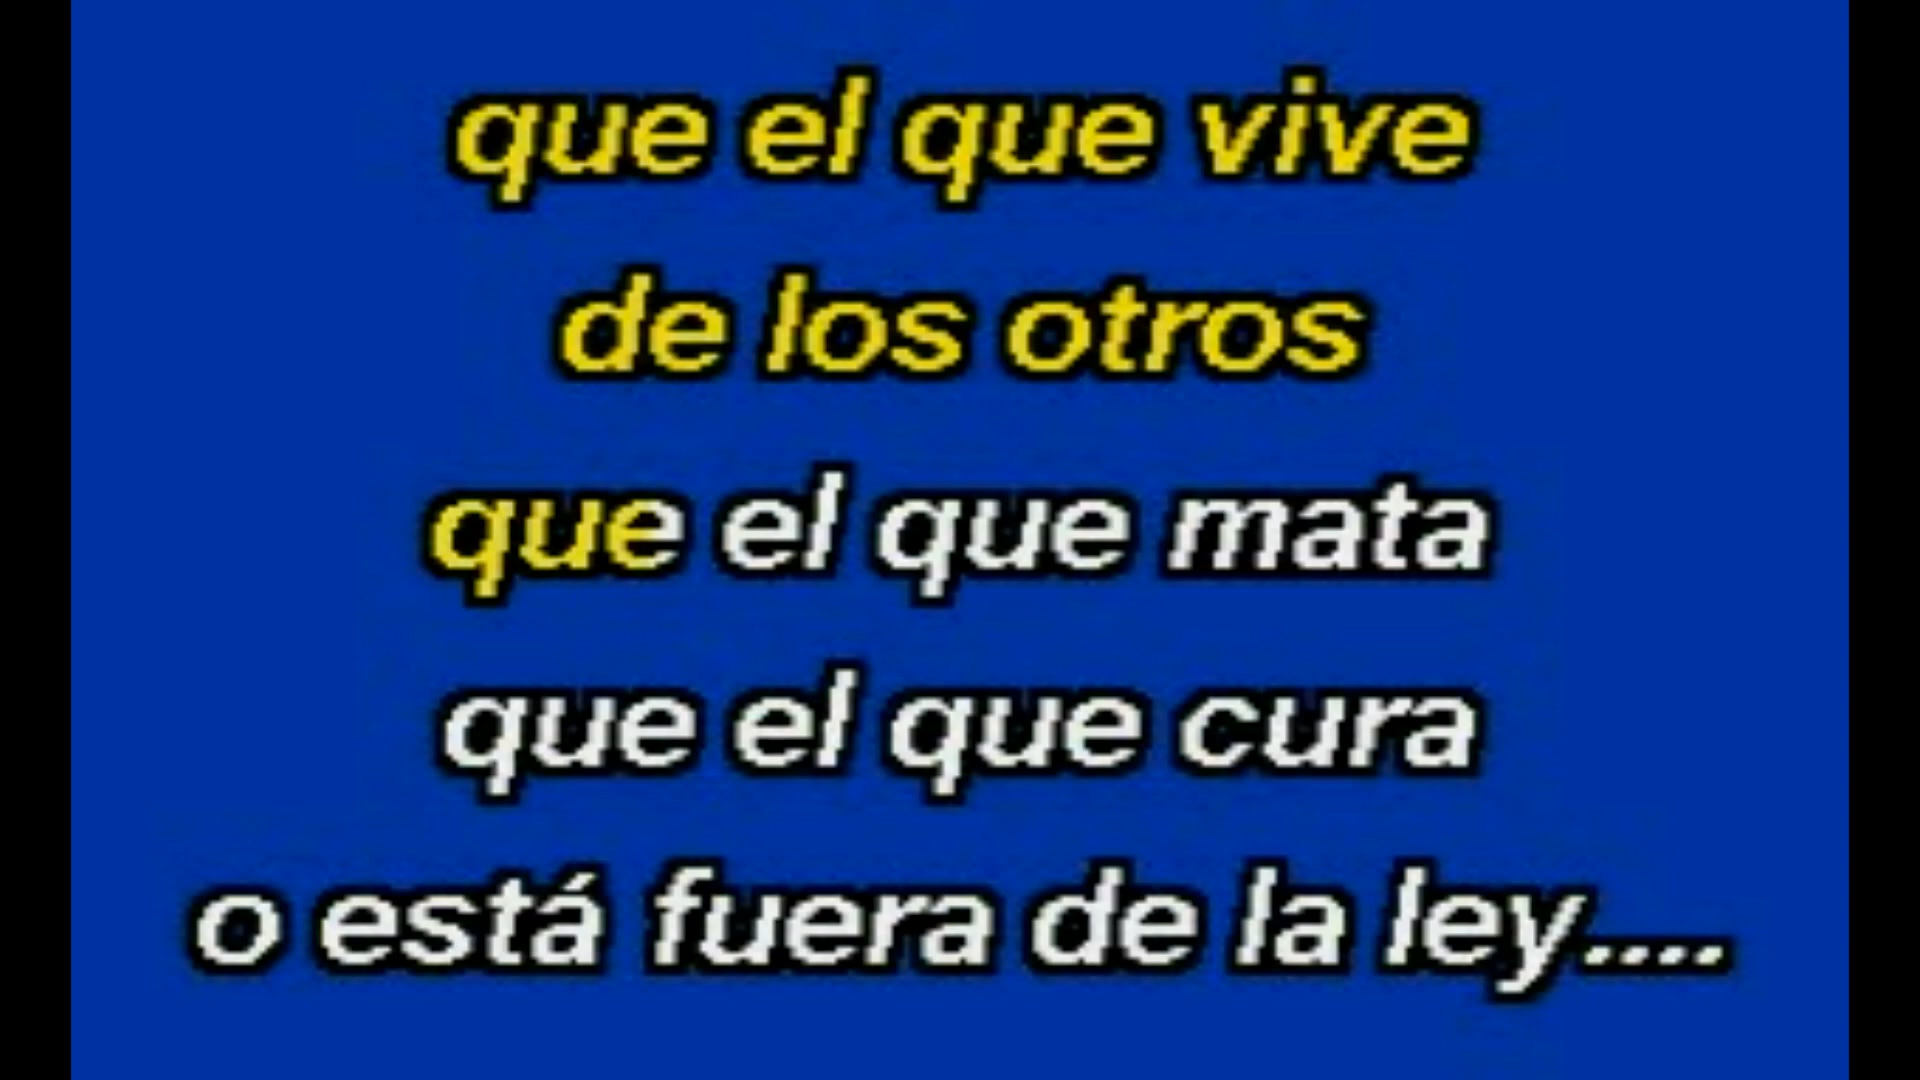 que el que vive
de los otros
que el que mata
que el que cura
o está fuera de la ley....